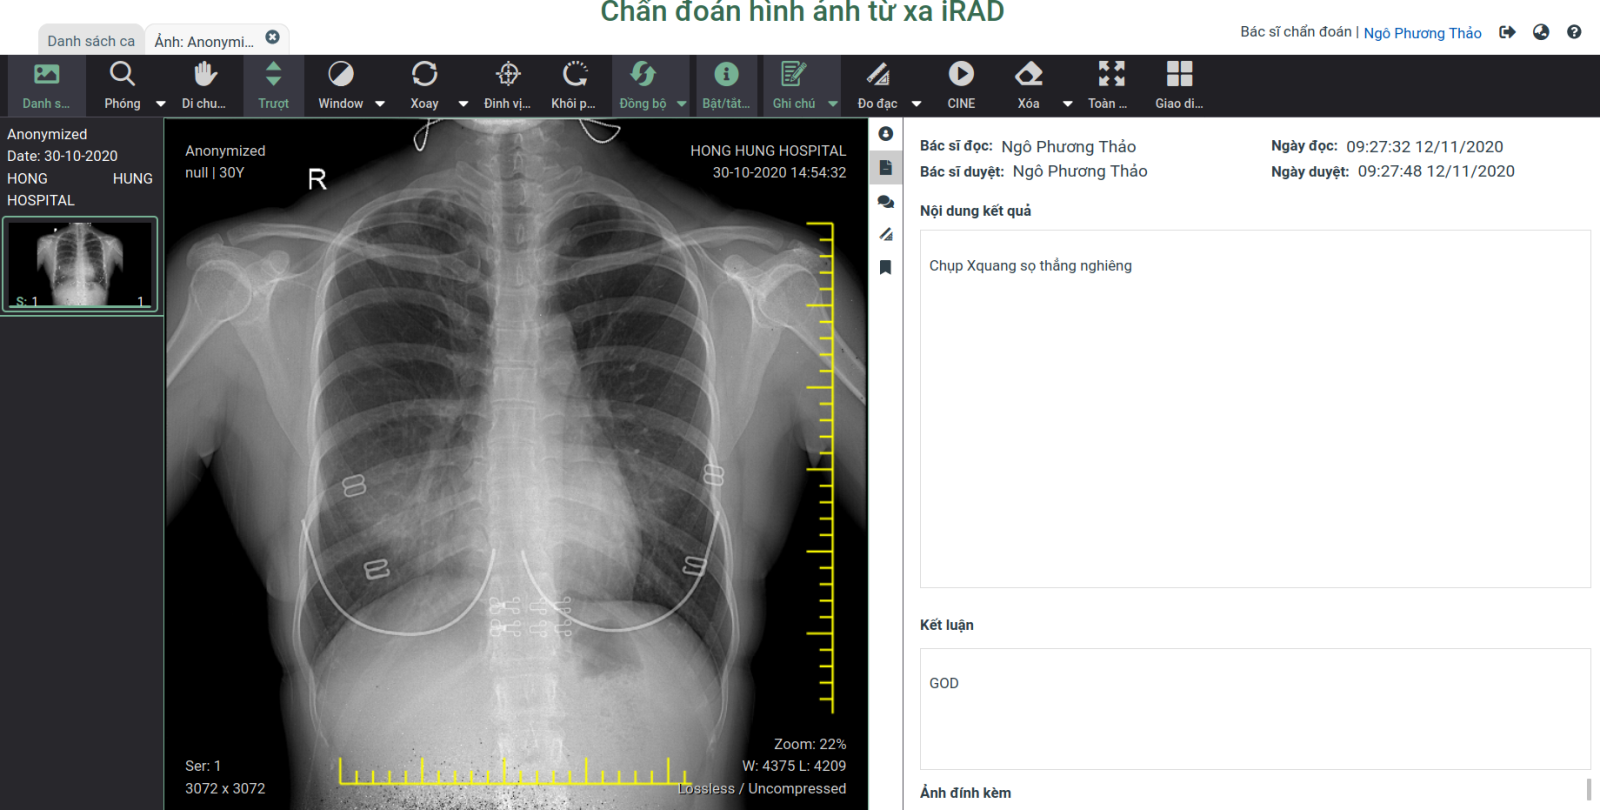 Chẩn đoán hình ảnh từ xa iRAD
Danh sách ca
Ảnh: Anonymi...
Bác sĩ chẩn đoán | Ngô Phương Thảo
Danh s...
Phóng
Di chu...
Trượt
Window
Xoay
Định vị...
Khôi p...
Đồng bộ
Bật/tắt...
Ghi chú
Đo đạc
CINE
Xóa
Toàn ...
Giao di...
Anonymized
Date: 30-10-2020
HONG HUNG
HOSPITAL
S: 1
1
Anonymized
null | 30Y
R
HONG HUNG HOSPITAL
30-10-2020 14:54:32
Ser: 1
3072 x 3072
Zoom: 22%
W: 4375 L: 4209
Lossless / Uncompressed
Bác sĩ đọc: Ngô Phương Thảo
Ngày đọc: 09:27:32 12/11/2020
Bác sĩ duyệt: Ngô Phương Thảo
Ngày duyệt: 09:27:48 12/11/2020
Nội dung kết quả
Chụp Xquang sọ thẳng nghiêng
Kết luận
GOD
Ảnh đính kèm